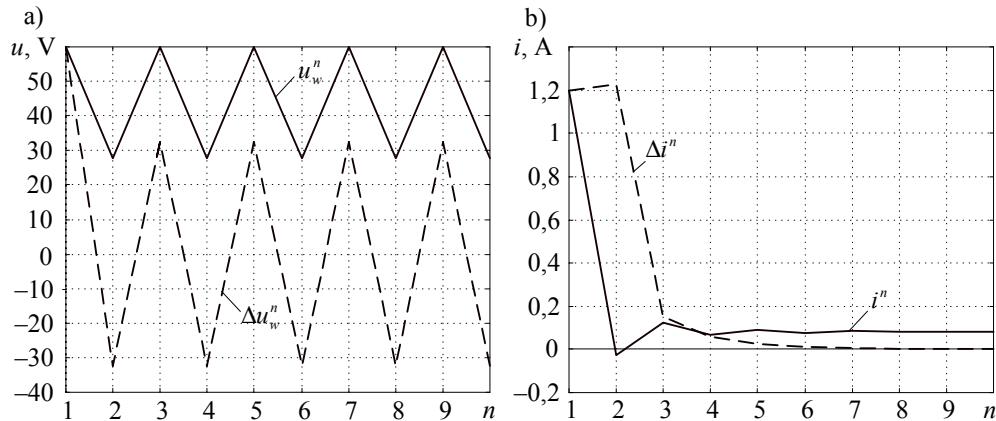 a)
u, V
50
40
30
20
10
0
–10
–20
–30
–40
1 2 3 4 5 6 7 8 9 n
u_w^n
Δu_w^n
b)
i, A
1,2
1
0,8
0,6
0,4
0,2
0
–0,2
1 2 3 4 5 6 7 8 9 n
Δi^n
i^n